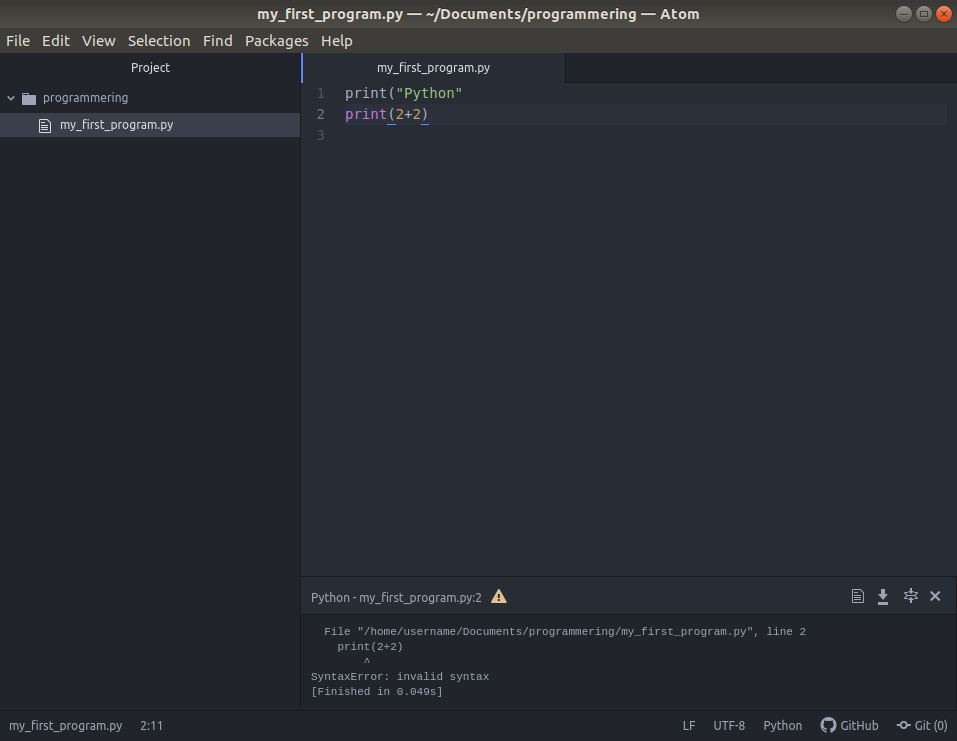 my_first_program.py — ~/Documents/programmering — Atom
File Edit View Selection Find Packages Help
Project
my_first_program.py
programmering
my_first_program.py
1 print("Python"
2 print(2+2)
3
Python - my_first_program.py:2
File "/home/username/Documents/programmering/my_first_program.py", line 2
print(2+2)
^
SyntaxError: invalid syntax
[Finished in 0.049s]
my_first_program.py 2:11 LF UTF-8 Python GitHub Git (0)